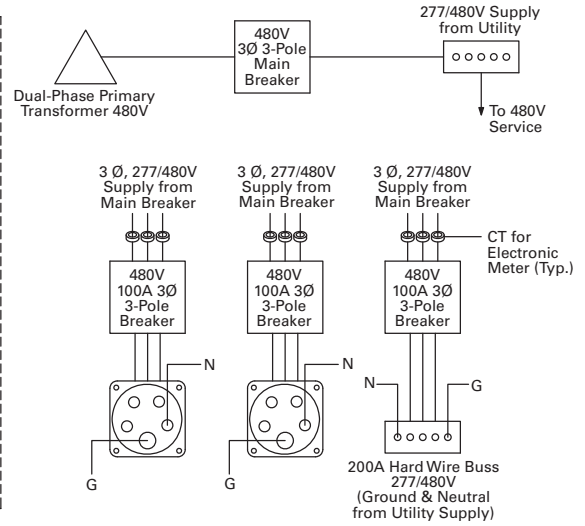 480V
3Ø 3-Pole
Main
Breaker
277/480V Supply
from Utility
Dual-Phase Primary
Transformer 480V
To 480V
Service
3 Ø, 277/480V
Supply from
Main Breaker
3 Ø, 277/480V
Supply from
Main Breaker
3 Ø, 277/480V
Supply from
Main Breaker
CT for
Electronic
Meter (Typ.)
480V
100A 3Ø
3-Pole
Breaker
480V
100A 3Ø
3-Pole
Breaker
480V
100A 3Ø
3-Pole
Breaker
N
N
N
G
G
G
200A Hard Wire Buss
277/480V
(Ground & Neutral
from Utility Supply)